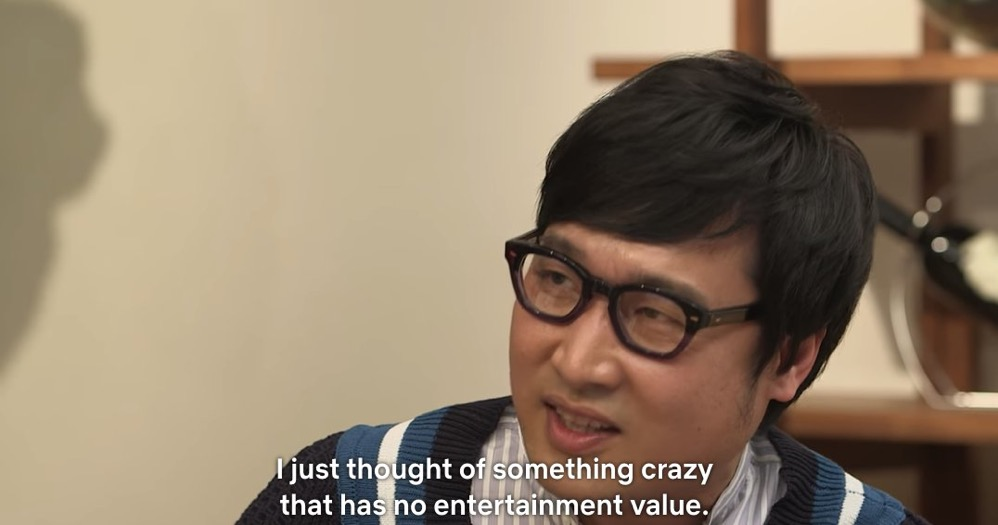 I just thought of something crazy
that has no entertainment value.